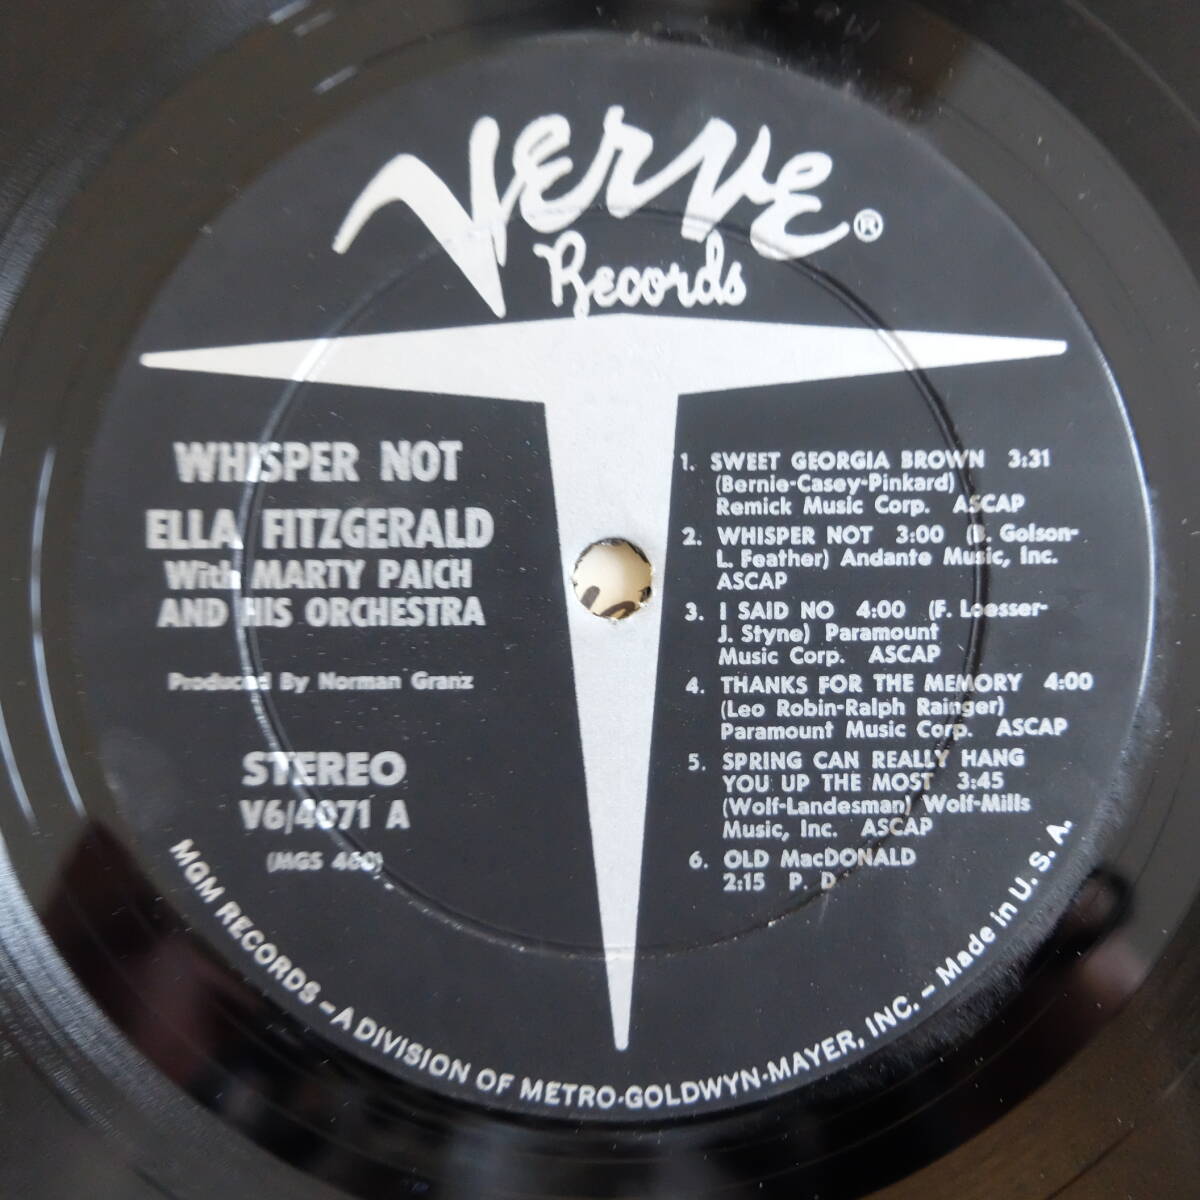 Verve®
Records
WHISPER NOT
ELLA FITZGERALD
With MARTY PAICH
AND HIS ORCHESTRA
Produced By Norman Granz
STEREO
V6/4071 A
(MGS
1. SWEET GEORGIA BROWN 3:31
(Bernie-Casey-Pinkard)
Remick Music Corp. ASCAP
2. WHISPER NOT 3:00 (B. Golson-
L. Feather) Andante Music, Inc.
ASCAP
3. I SAID NO 4:00 (F. Loesser-
J. Styne) Paramount
Music Corp. ASCAP
4. THANKS FOR THE MEMORY 4:00
(Leo Robin-Ralph Rainger)
Paramount Music Corp. ASCAP
5. SPRING CAN REALLY HANG
YOU UP THE MOST 3:45
(Wolf-Landesman) Wolf-Mills
Music, Inc. ASCAP
6. OLD MacDONALD
2:15 P. D.
MGM RECORDS - A DIVISION OF METRO-GOLDWYN-MAYER, INC. - Made in U. S. A.